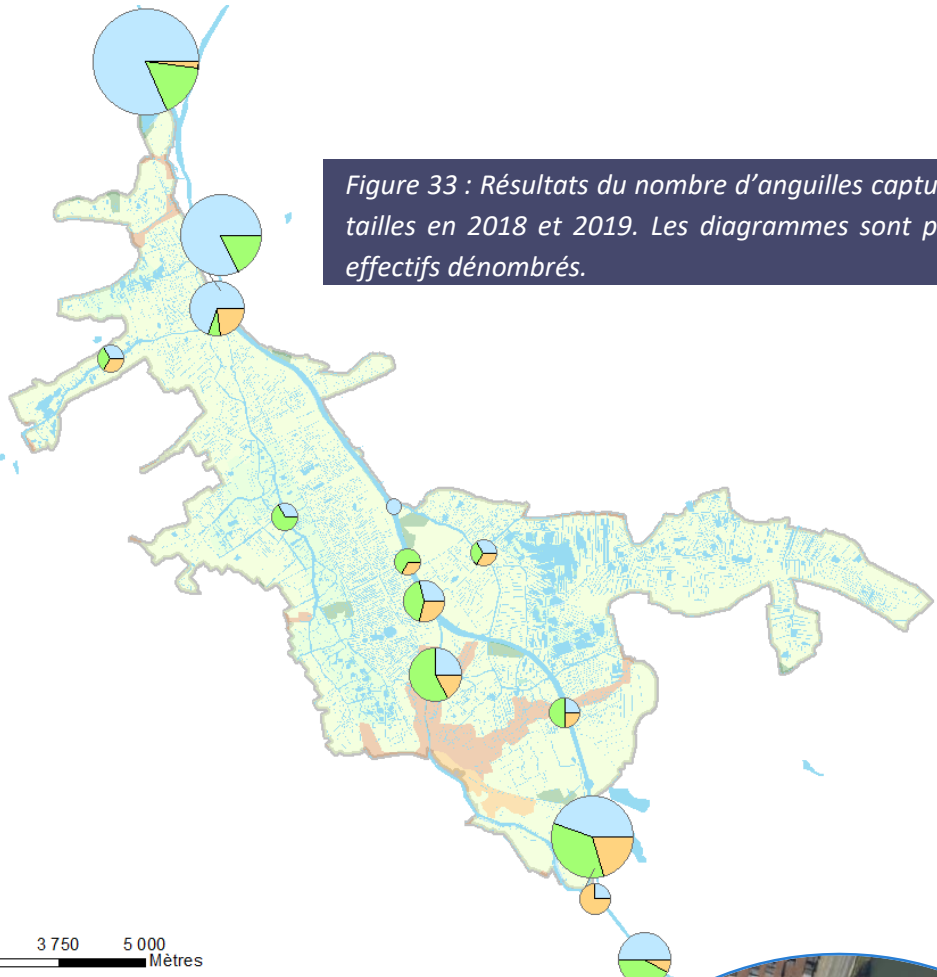 Figure 33 : Résultats du nombre d'anguilles
tailles en 2018 et 2019. Les diagrammes sont
effectifs dénombrés.
3 750 5 000
Mètres